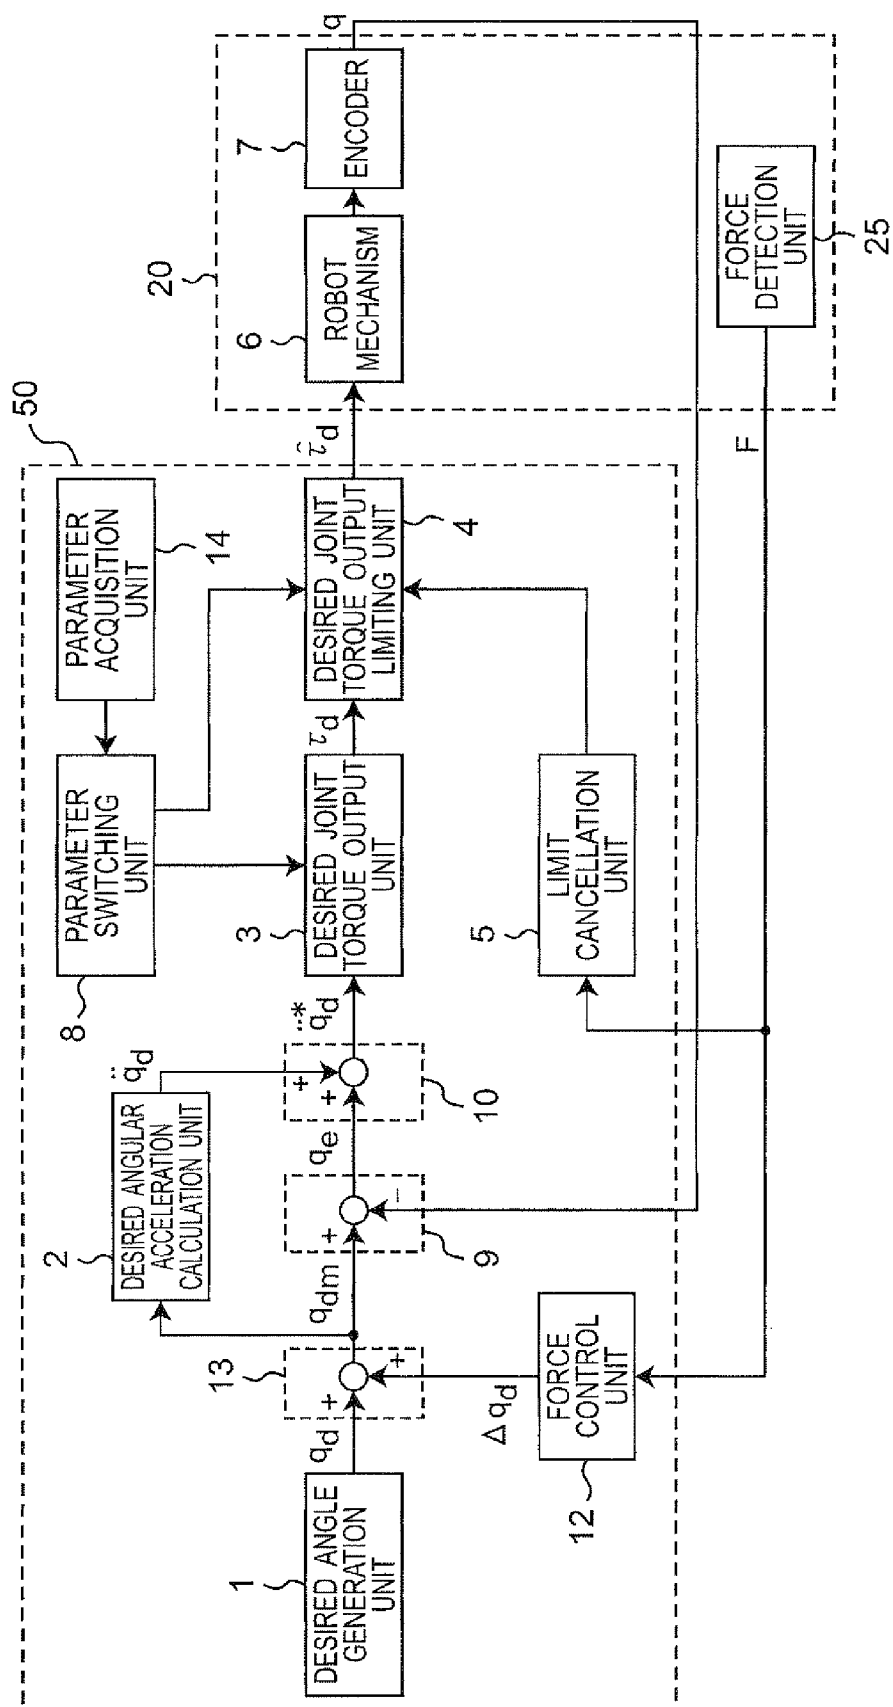 50
20
PARAMETER
SWITCHING
UNIT
8
PARAMETER
ACQUISITION
UNIT
14
2
DESIRED ANGULAR
ACCELERATION
CALCULATION UNIT
q̈d
1
DESIRED ANGLE
GENERATION
UNIT
qd
13
+
+
qdm
+
−
9
qe
+
+
10
q̈*d
3
DESIRED JOINT
TORQUE OUTPUT
UNIT
τd
DESIRED JOINT
TORQUE OUTPUT
LIMITING UNIT
4
τ̂d
6
ROBOT
MECHANISM
7
ENCODER
q
12
FORCE
CONTROL
UNIT
Δqd
5
LIMIT
CANCELLATION
UNIT
F
FORCE
DETECTION
UNIT
25